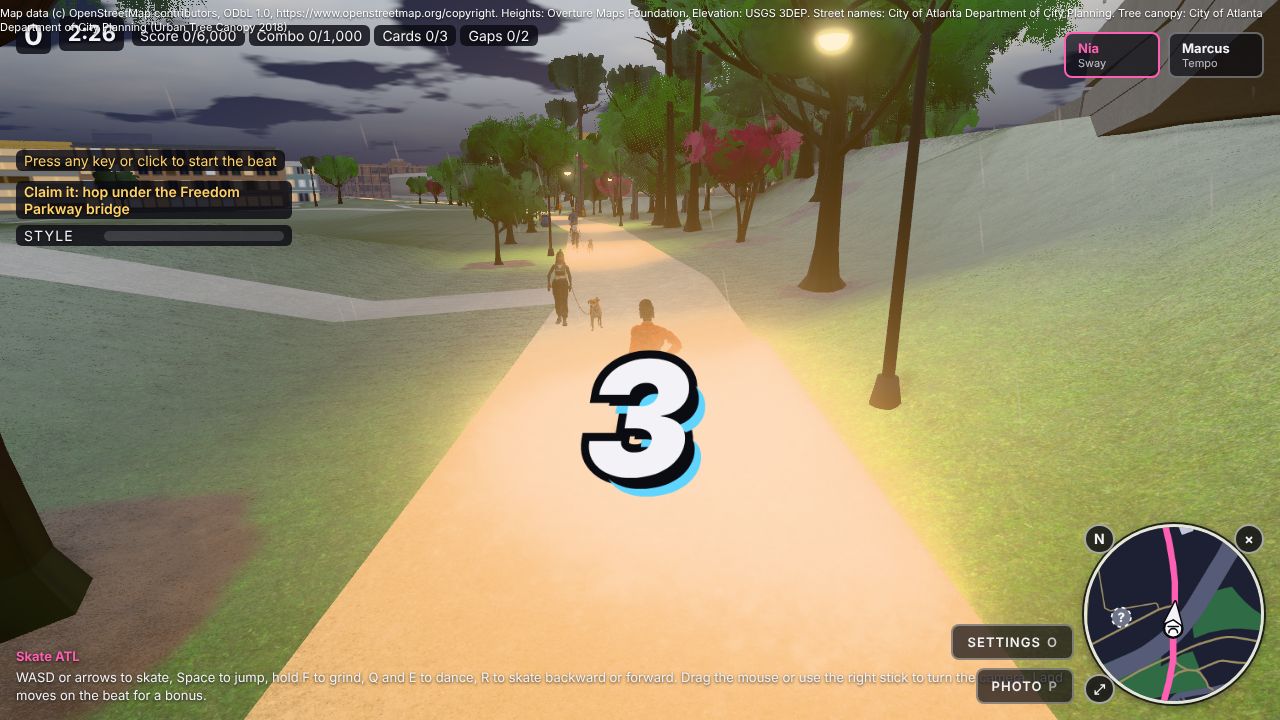 Map data (c) OpenStreetMap contributors, ODbL 1.0, https://www.openstreetmap.org/copyright. Heights: Overture Maps Foundation. Elevation: USGS 3DEP. Street names: City of Atlanta Department of City Planning. Tree canopy: City of Atlanta
Department of City Planning (Urban Tree Canopy 2018).
0 2:26 Score 0/6,000 Combo 0/1,000 Cards 0/3 Gaps 0/2
Nia
Sway
Marcus
Tempo
Press any key or click to start the beat
Claim it: hop under the Freedom
Parkway bridge
STYLE
3
N
×
?
SETTINGS O
PHOTO P
Skate ATL
WASD or arrows to skate, Space to jump, hold F to grind, Q and E to dance, R to skate backward or forward. Drag the mouse or use the right stick to turn the camera. Land
moves on the beat for a bonus.